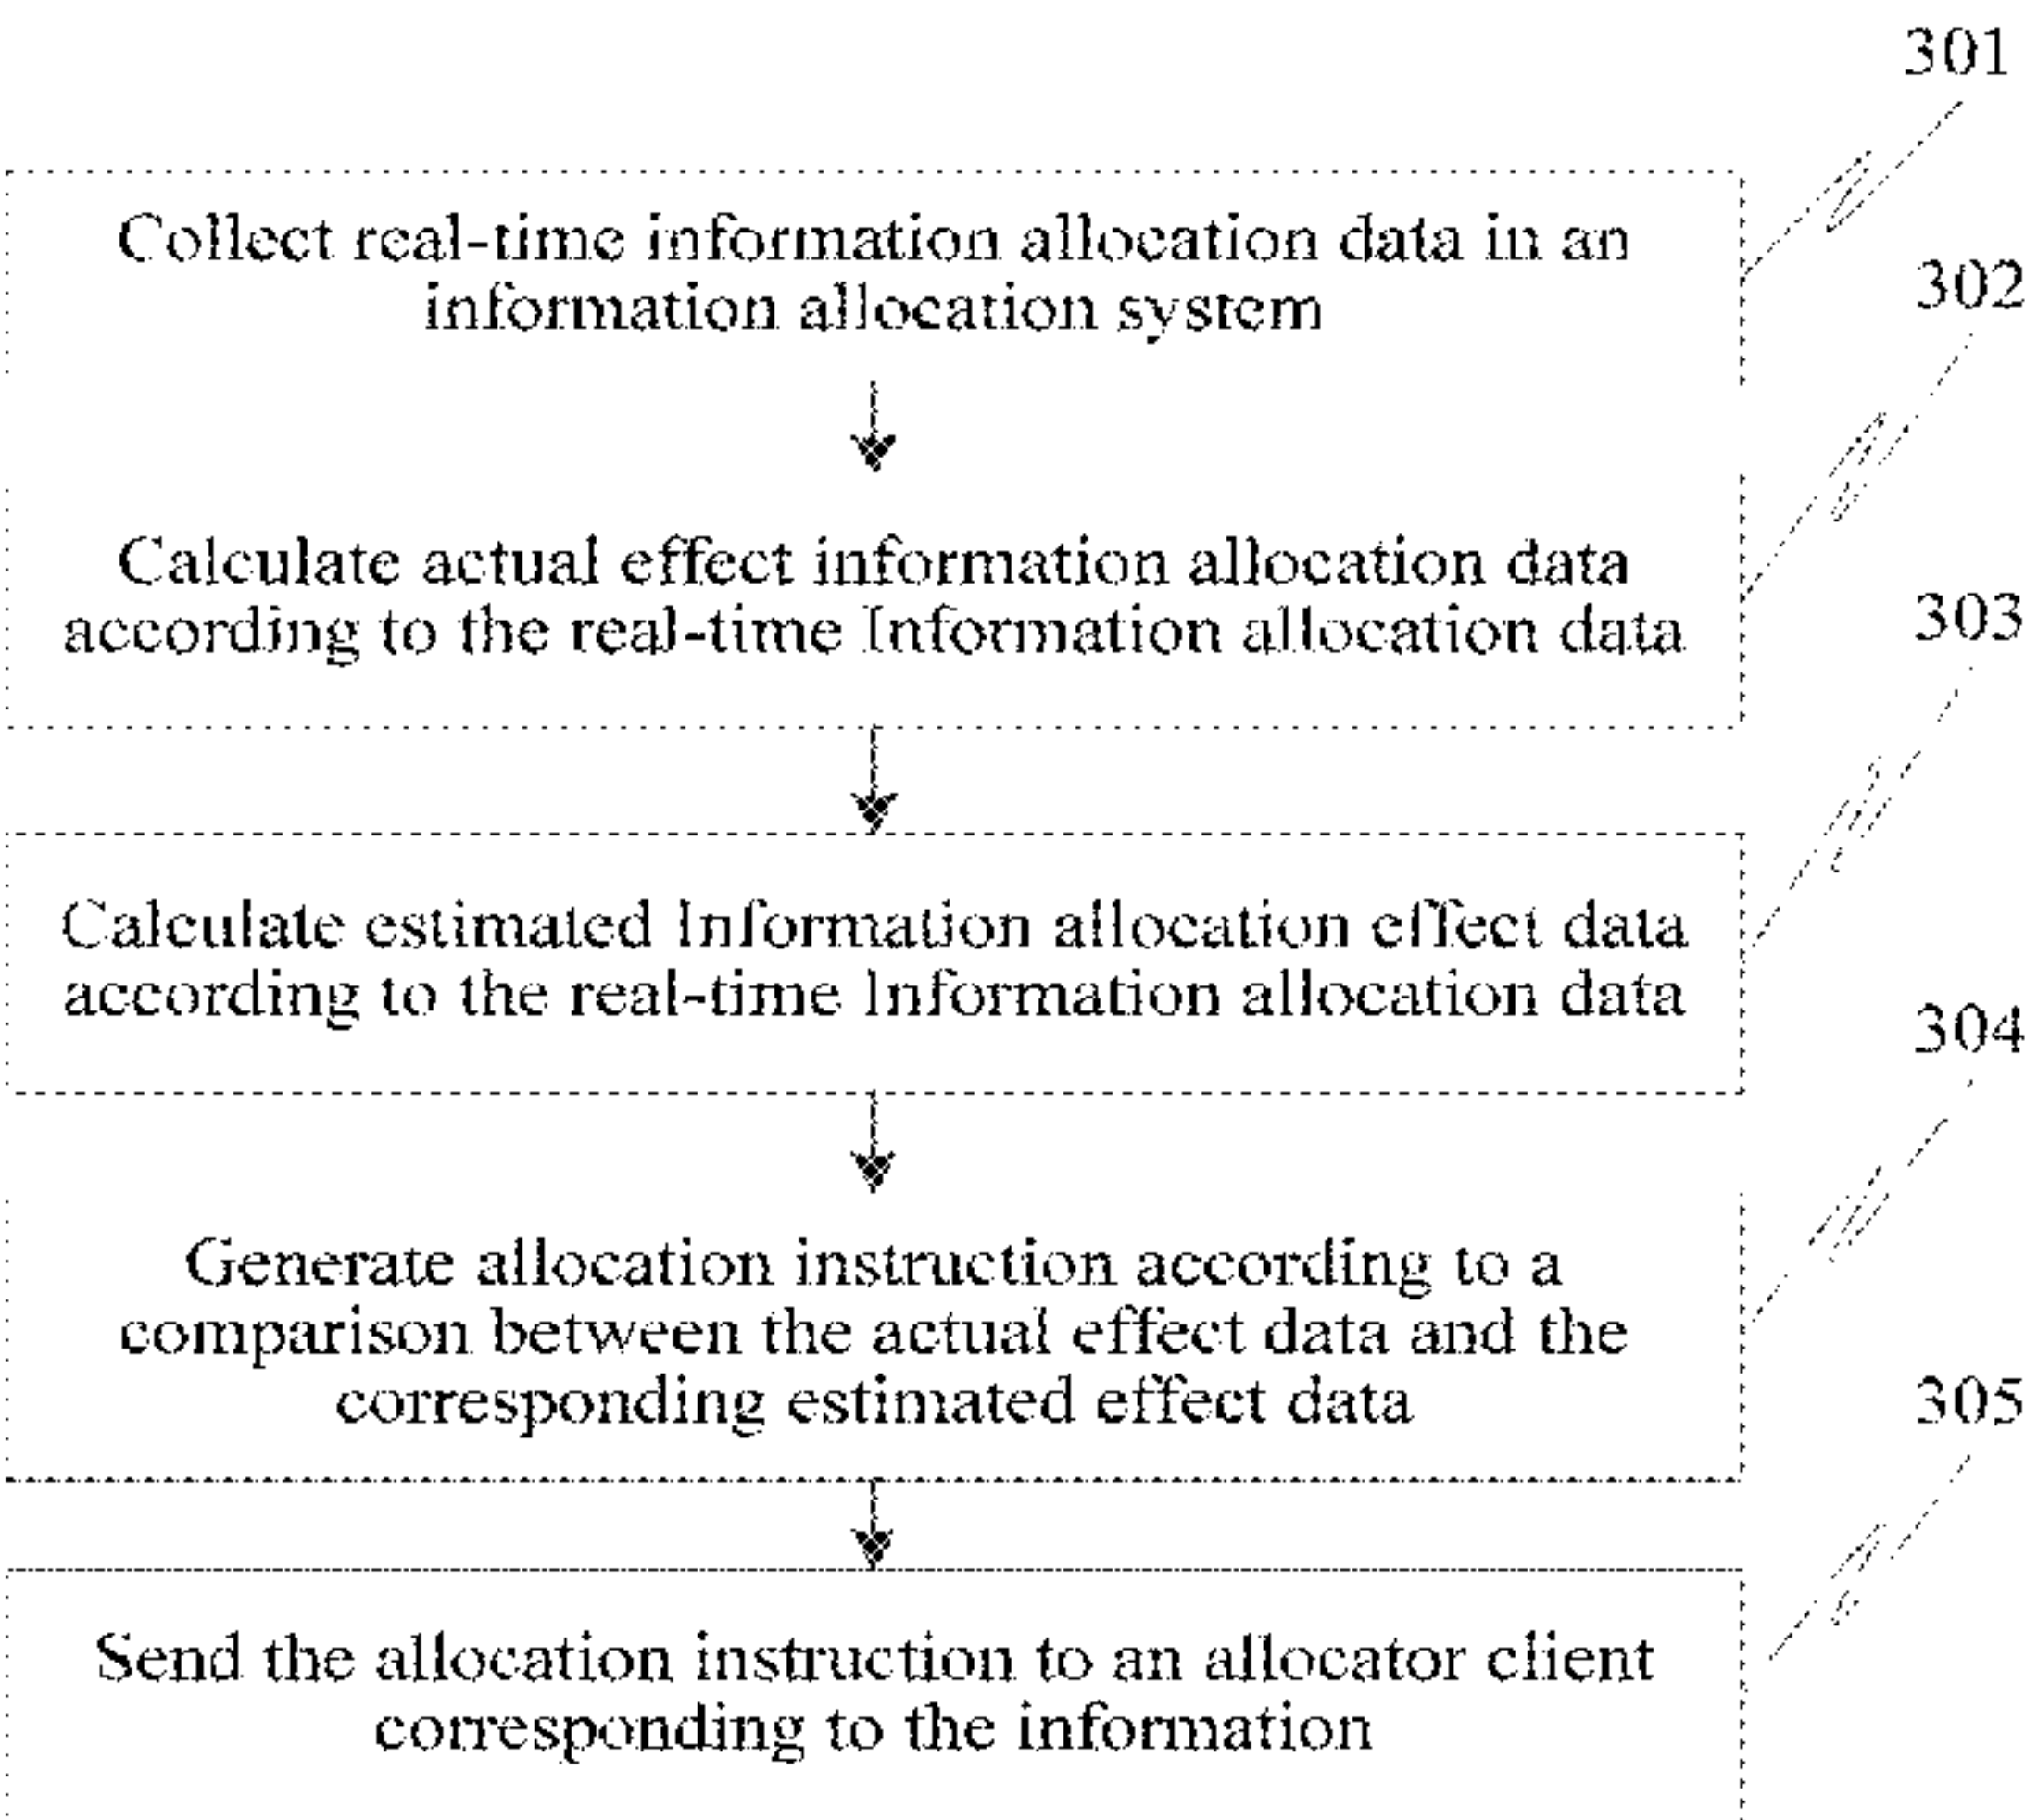 301
Collect real-time information allocation data in an
information allocation system
302
Calculate actual effect information allocation data
according to the real-time Information allocation data
303
Calculate estimated Information allocation effect data
according to the real-time Information allocation data
304
Generate allocation instruction according to a
comparison between the actual effect data and the
corresponding estimated effect data
305
Send the allocation instruction to an allocator client
corresponding to the information